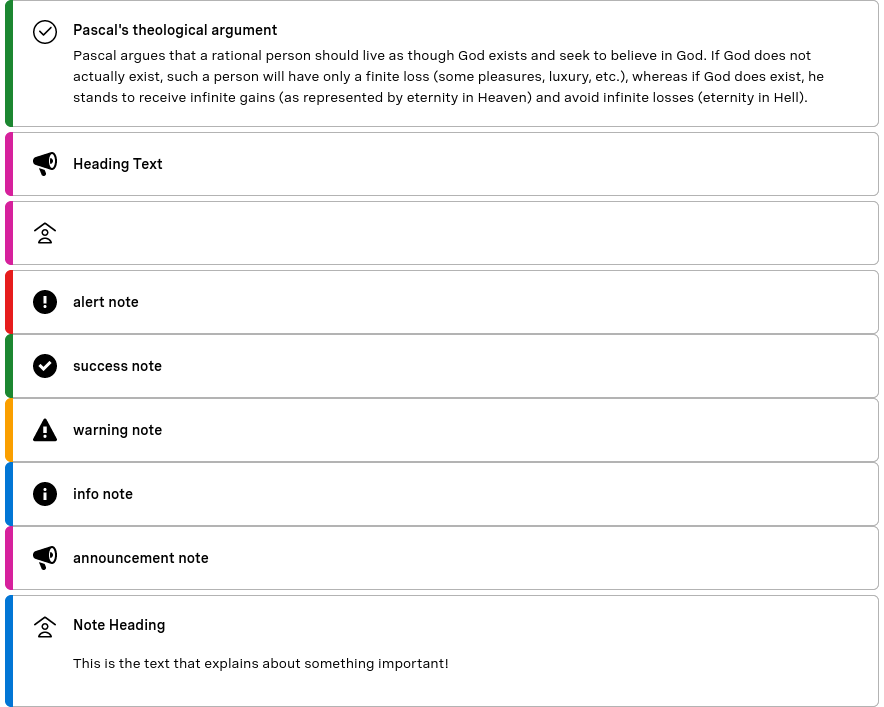 Pascal's theological argument
Pascal argues that a rational person should live as though God exists and seek to believe in God. If God does not
actually exist, such a person will have only a finite loss (some pleasures, luxury, etc.), whereas if God does exist, he
stands to receive infinite gains (as represented by eternity in Heaven) and avoid infinite losses (eternity in Hell).
Heading Text
alert note
success note
warning note
info note
announcement note
Note Heading
This is the text that explains about something important!